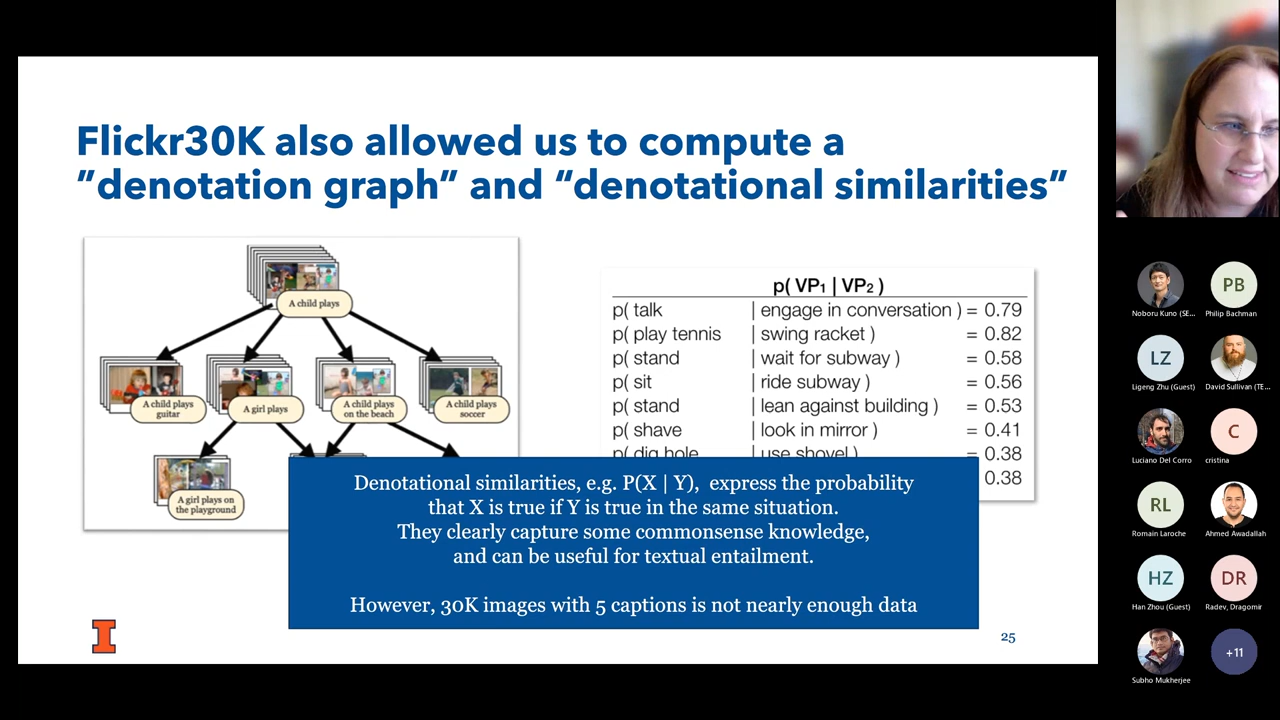 Flickr30K also allowed us to compute a
”denotation graph” and “denotational similarities”
A child plays
A child plays
guitar
A girl plays
A child plays
on the beach
A child plays
soccer
A girl plays on
the playground
p( VP₁ | VP₂ )
p( talk | engage in conversation ) = 0.79
p( play tennis | swing racket ) = 0.82
p( stand | wait for subway ) = 0.58
p( sit | ride subway ) = 0.56
p( stand | lean against building ) = 0.53
p( shave | look in mirror ) = 0.41
p( dig hole | use shovel ) = 0.38
0.38
Denotational similarities, e.g. P(X | Y), express the probability
that X is true if Y is true in the same situation.
They clearly capture some commonsense knowledge,
and can be useful for textual entailment.
However, 30K images with 5 captions is not nearly enough data
I
25
Noboru Kuno (SE...
PB
Philip Bachman
LZ
Ligeng Zhu (Guest)
David Sullivan (TE...
Luciano Del Corro
C
cristina
RL
Romain Laroche
Ahmed Awadallah
HZ
Han Zhou (Guest)
DR
Radev, Dragomir
Subho Mukherjee
+11